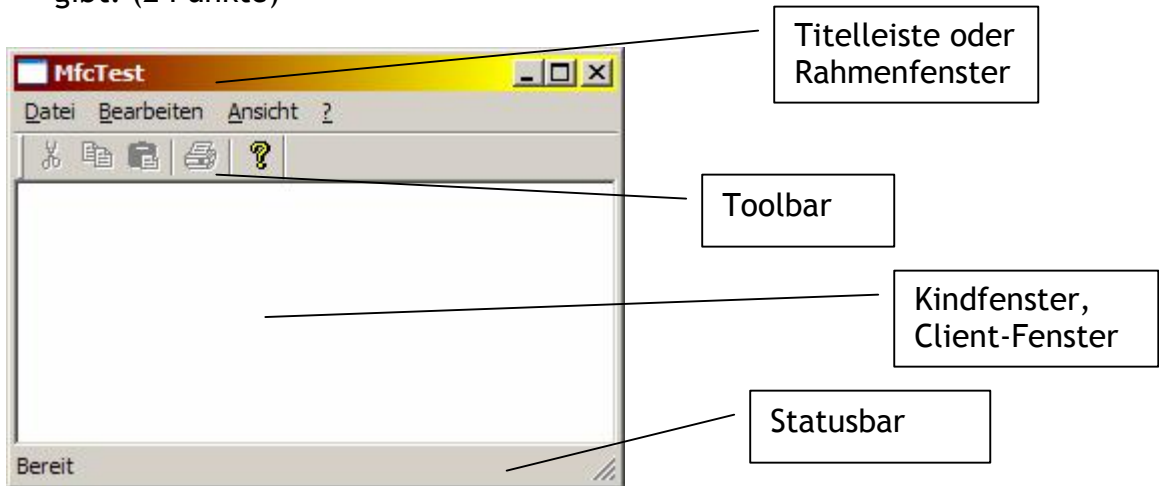 gibt. (2 Punkte)
Titelleiste oder
Rahmenfenster
MfcTest
Datei Bearbeiten Ansicht ?
Toolbar
Kindfenster,
Client-Fenster
Statusbar
Bereit